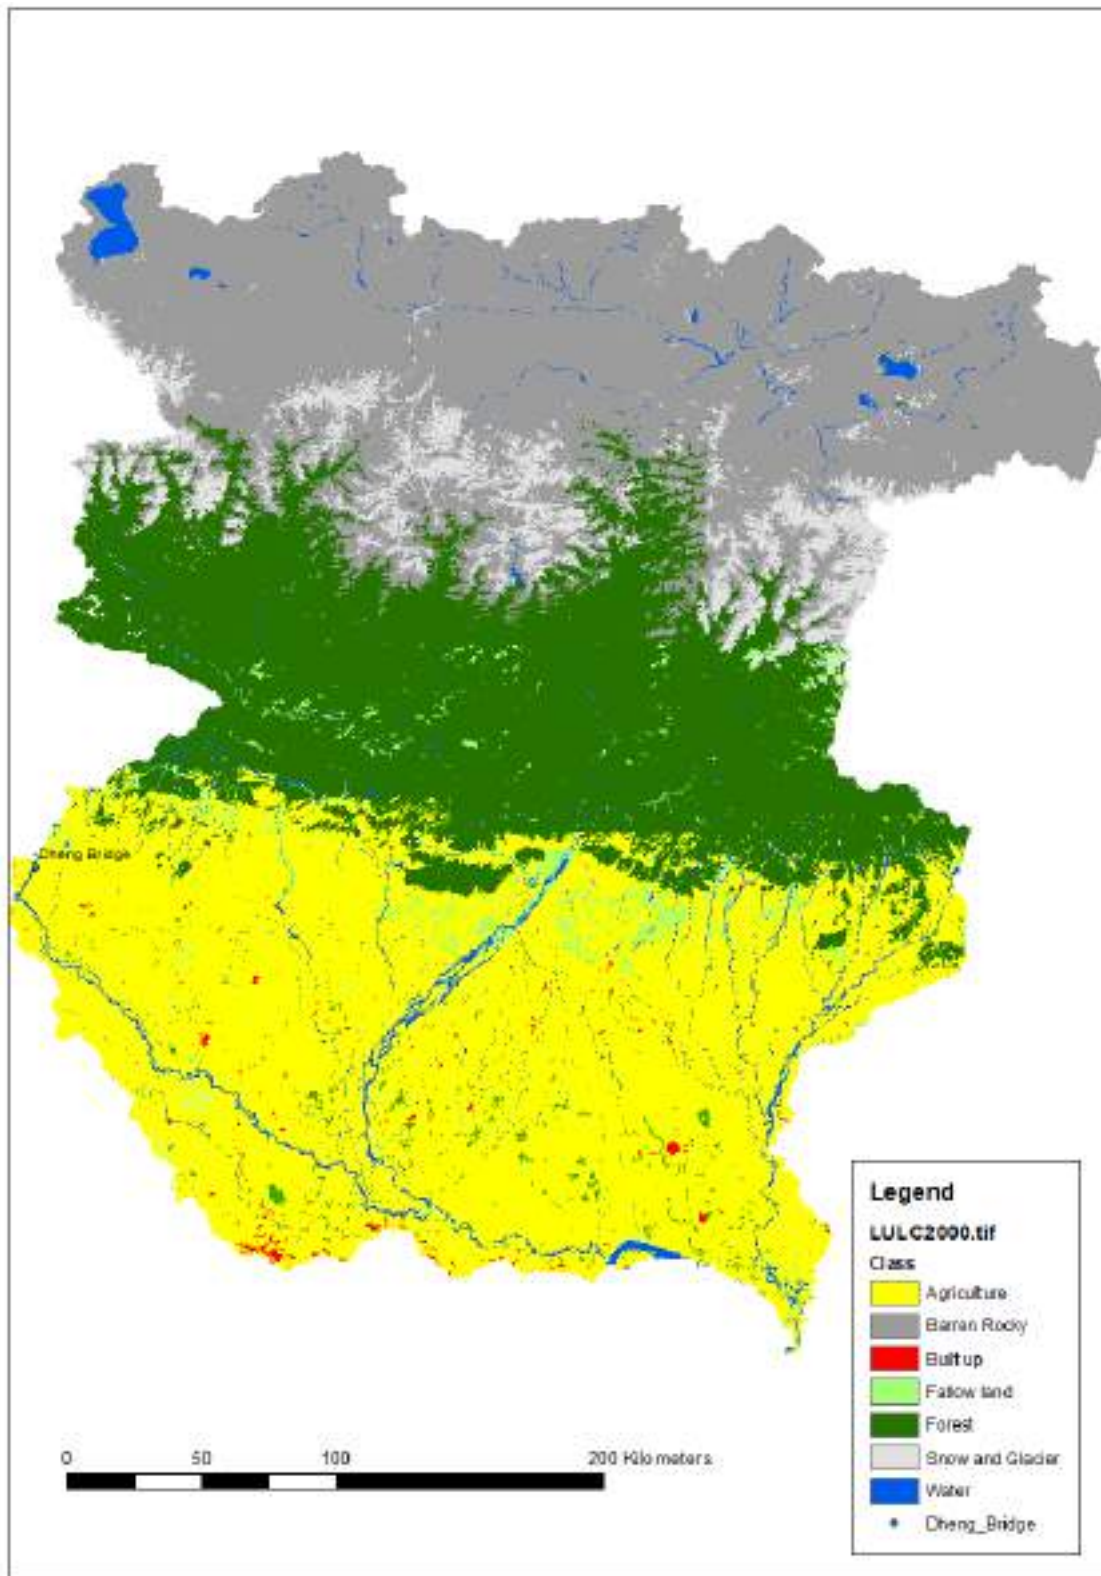 Dheng Bridge
Legend
LULC2000.tif
Class
Agriculture
Barren Rocky
Built up
Fallow land
Forest
Snow and Glacier
Water
Dheng_Bridge
0 50 100 200 Kilometers